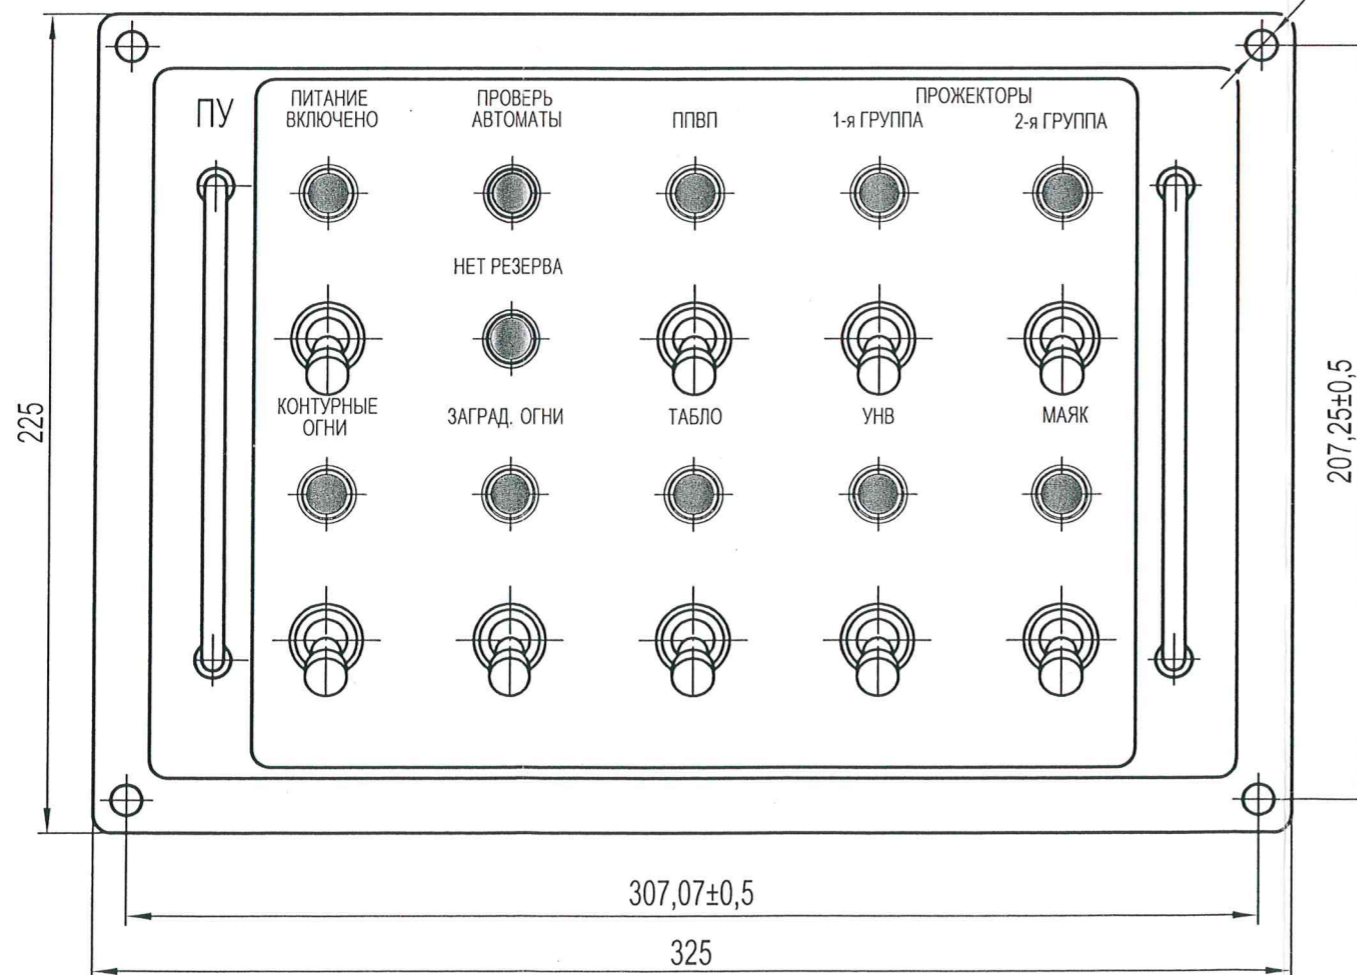 ПУ
ПИТАНИЕ
ВКЛЮЧЕНО
ПРОВЕРЬ
АВТОМАТЫ
ППВП
ПРОЖЕКТОРЫ
1-я ГРУППА
2-я ГРУППА
НЕТ РЕЗЕРВА
КОНТУРНЫЕ
ОГНИ
ЗАГРАД. ОГНИ
ТАБЛО
УНВ
МАЯК
225
207,25±0,5
307,07±0,5
325